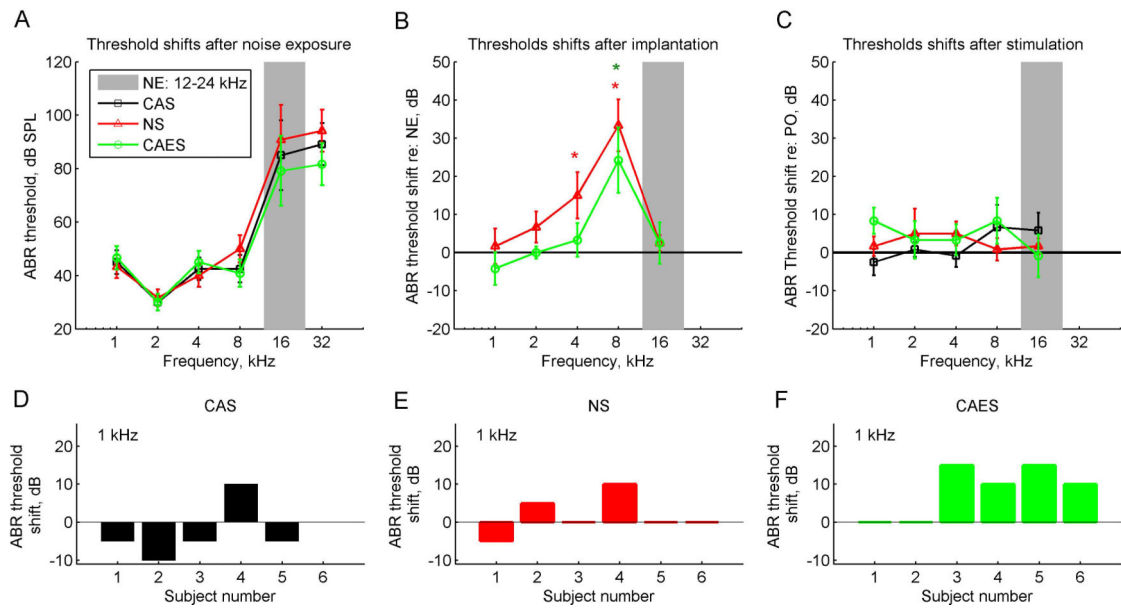 A
Threshold shifts after noise exposure
ABR threshold, dB SPL
120
100
80
60
40
20
NE: 12-24 kHz
CAS
NS
CAES
1 2 4 8 16 32
Frequency, kHz
B
Thresholds shifts after implantation
ABR threshold shift re: NE, dB
50
40
30
20
10
0
-10
-20
* *
*
1 2 4 8 16 32
Frequency, kHz
C
Thresholds shifts after stimulation
ABR Threshold shift re: PO, dB
50
40
30
20
10
0
-10
-20
1 2 4 8 16 32
Frequency, kHz
D
CAS
1 kHz
ABR threshold
shift, dB
20
10
0
-10
1 2 3 4 5 6
Subject number
E
NS
1 kHz
ABR threshold
shift, dB
20
10
0
-10
1 2 3 4 5 6
Subject number
F
CAES
1 kHz
ABR threshold
shift, dB
20
10
0
-10
1 2 3 4 5 6
Subject number